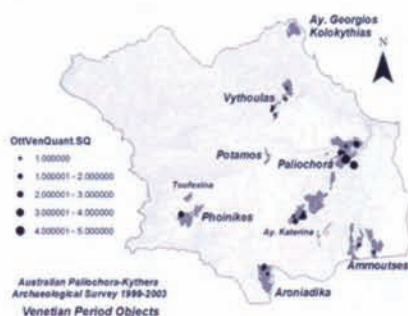 Ay. Georgios
Kolokythias
N
Vythoulas
OttVenQuant.SQ
1.000000
1.000001 - 2.000000
2.000001 - 3.000000
3.000001 - 4.000000
4.000001 - 5.000000
Potamos
Paliochora
Toufexina
Phoinikos
Ay. Katerina
Ammoutses
Aroniadika
Australian Paliochora-Kythera
Archaeological Survey 1999-2003
Venetian Period Objects